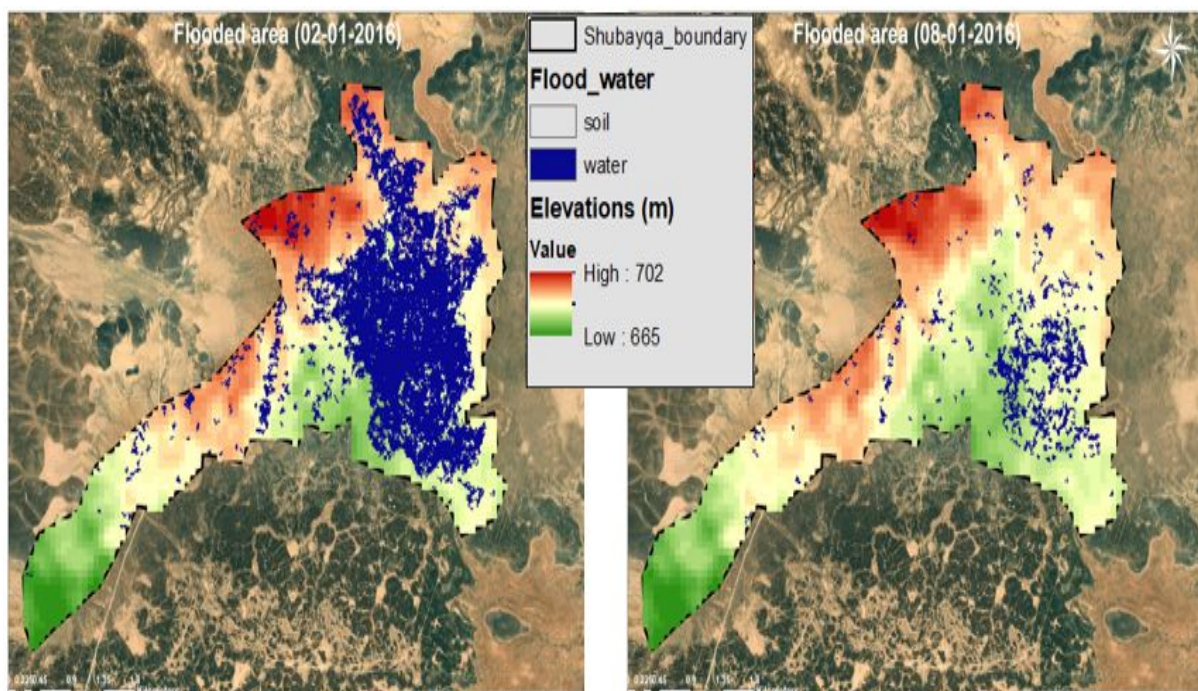 Flooded area (02-01-2016)
Shubayqa_boundary
Flood_water
soil
water
Elevations (m)
Value
High : 702
Low : 665
Flooded area (08-01-2016)